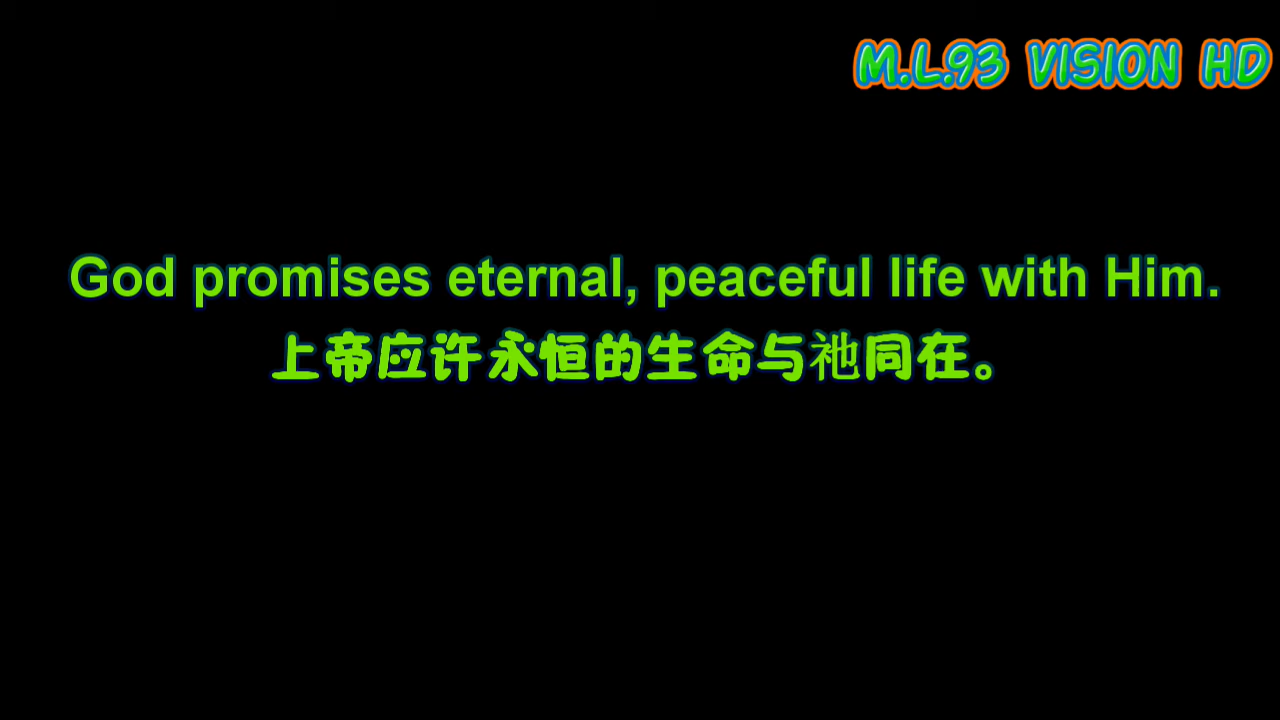 M.L.93 VISION HD
God promises eternal, peaceful life with Him.
上帝应许永恒的生命与祂同在。